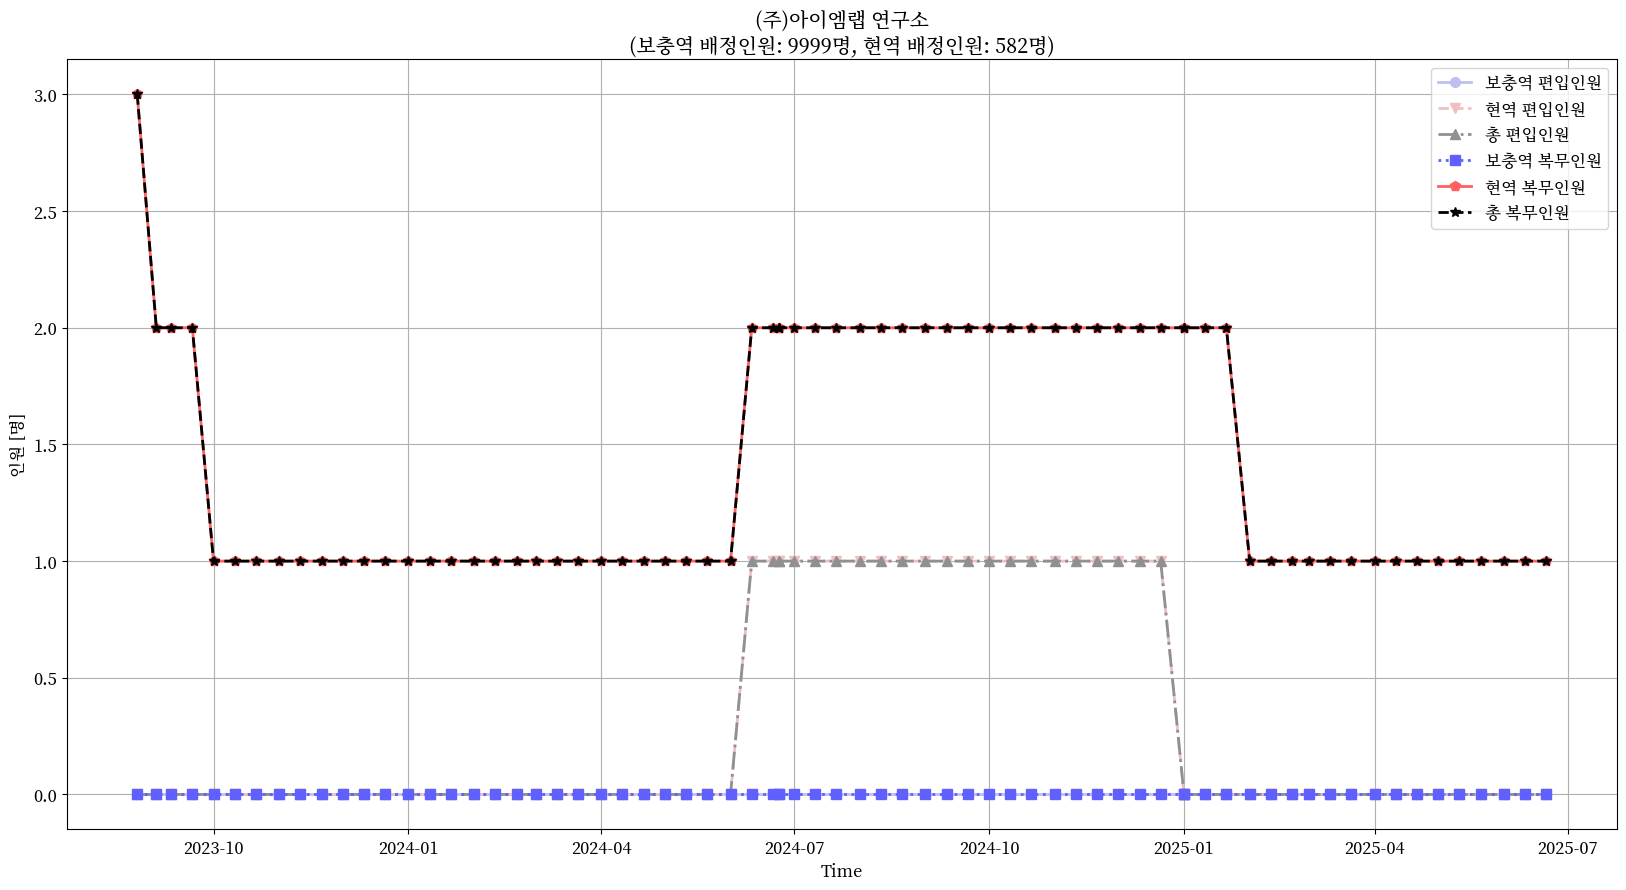 (주)아이엠랩 연구소
(보충역 배정인원: 9999명, 현역 배정인원: 582명)
보충역 편입인원
현역 편입인원
총 편입인원
보충역 복무인원
현역 복무인원
총 복무인원
인원 [명]
3.0
2.5
2.0
1.5
1.0
0.5
0.0
2023-10 2024-01 2024-04 2024-07 2024-10 2025-01 2025-04 2025-07
Time